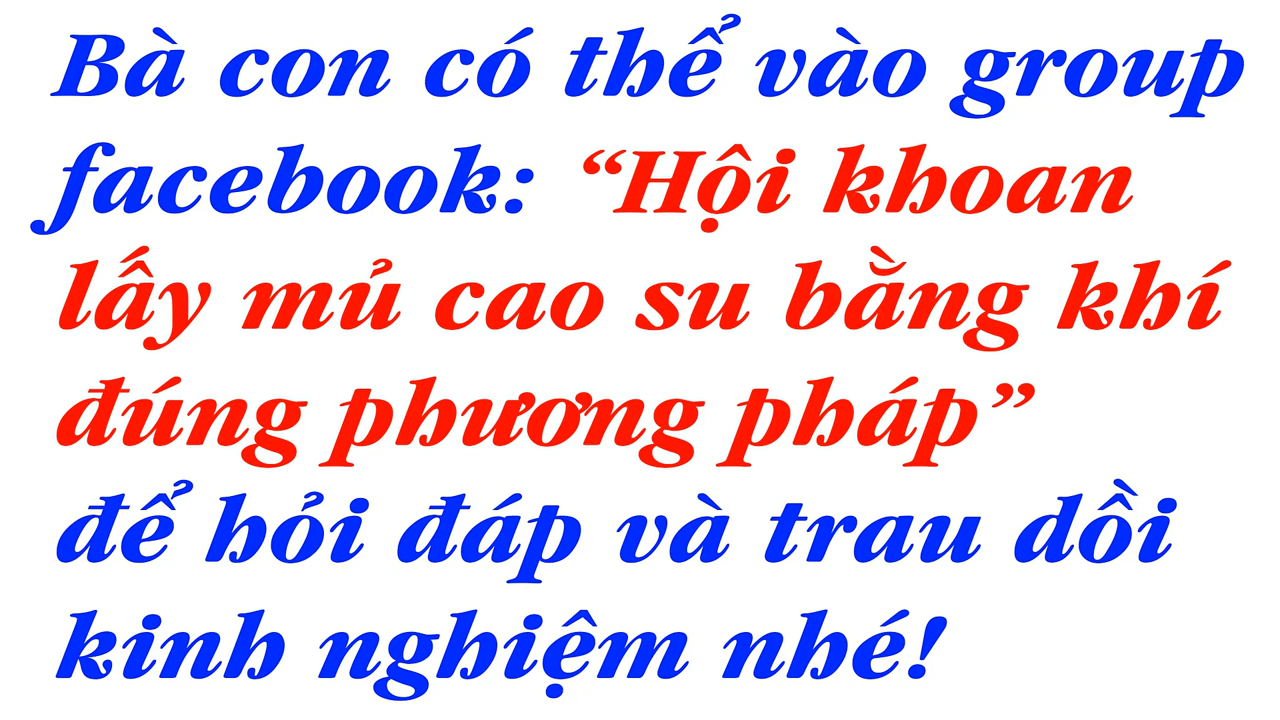 Bà con có thể vào group
facebook: “Hội khoan
lấy mủ cao su bằng khí
đúng phương pháp”
để hỏi đáp và trau dồi
kinh nghiệm nhé!